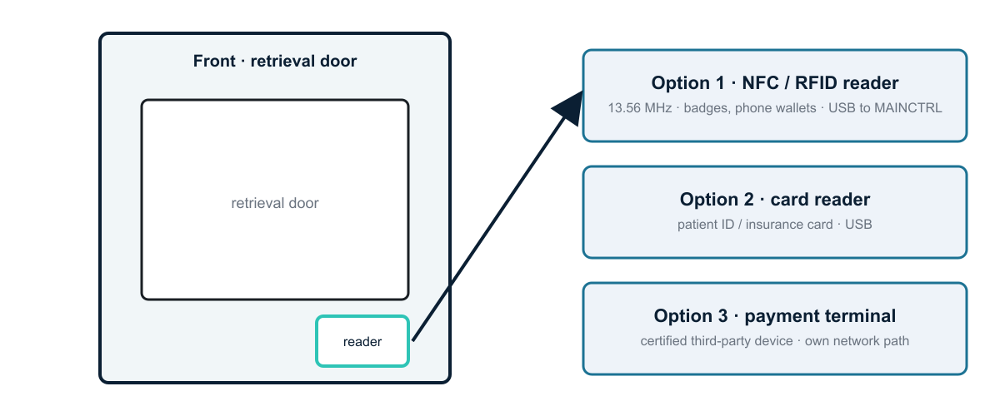 Front · retrieval door
retrieval door
reader
Option 1 · NFC / RFID reader
13.56 MHz · badges, phone wallets · USB to MAINCTRL
Option 2 · card reader
patient ID / insurance card · USB
Option 3 · payment terminal
certified third-party device · own network path